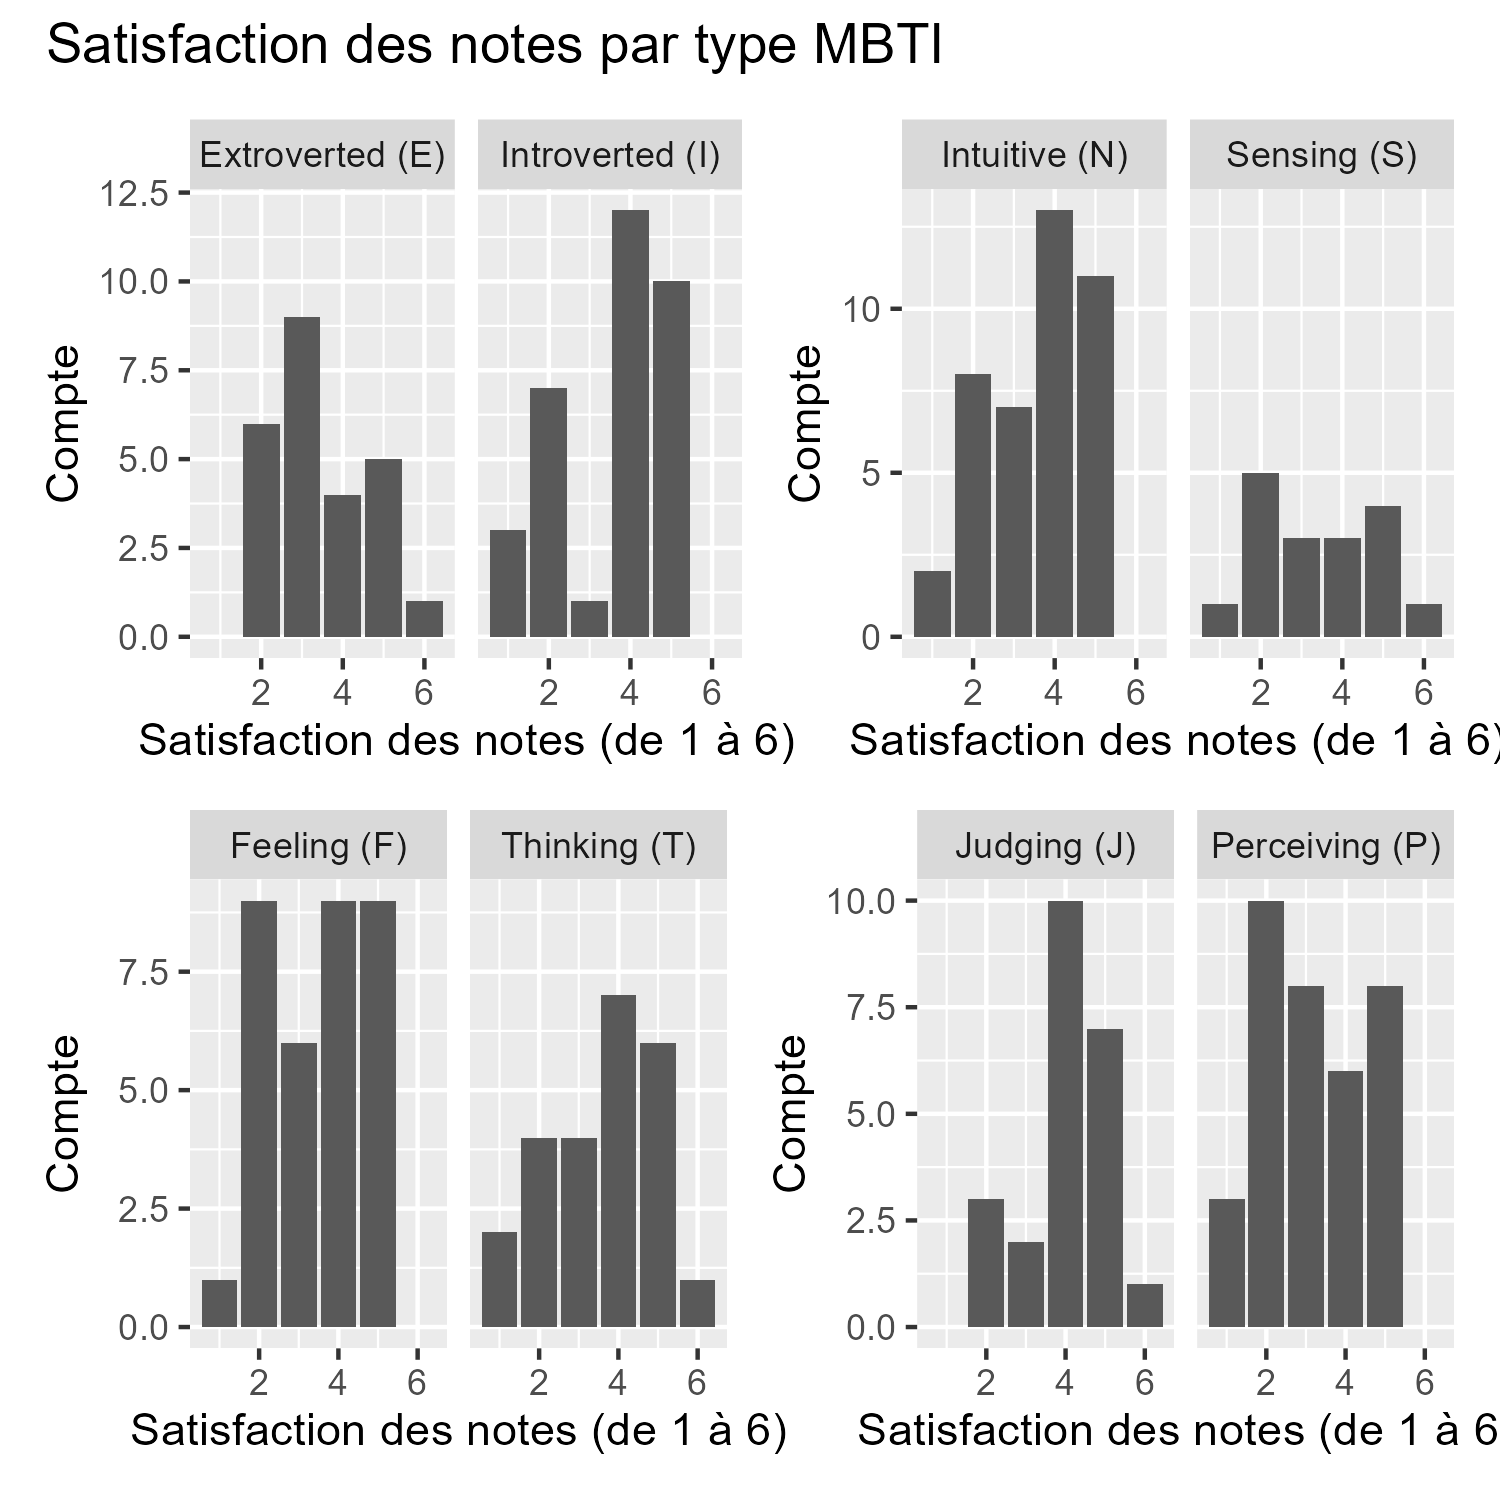 Satisfaction des notes par type MBTI
Extroverted (E) Introverted (I)
Compte
12.5
10.0
7.5
5.0
2.5
0.0
2 4 6 2 4 6
Satisfaction des notes (de 1 à 6)
Intuitive (N) Sensing (S)
Compte
10
5
0
2 4 6 2 4 6
Satisfaction des notes (de 1 à 6)
Feeling (F) Thinking (T)
Compte
7.5
5.0
2.5
0.0
2 4 6 2 4 6
Satisfaction des notes (de 1 à 6)
Judging (J) Perceiving (P)
Compte
10.0
7.5
5.0
2.5
0.0
2 4 6 2 4 6
Satisfaction des notes (de 1 à 6